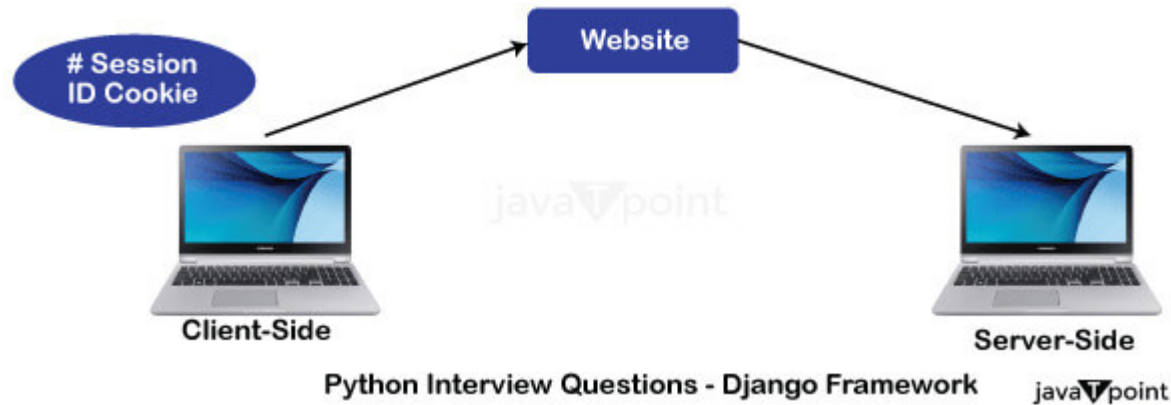 Website
# Session
ID Cookie
javaTpoint
Client-Side
Server-Side
Python Interview Questions - Django Framework
javaTpoint